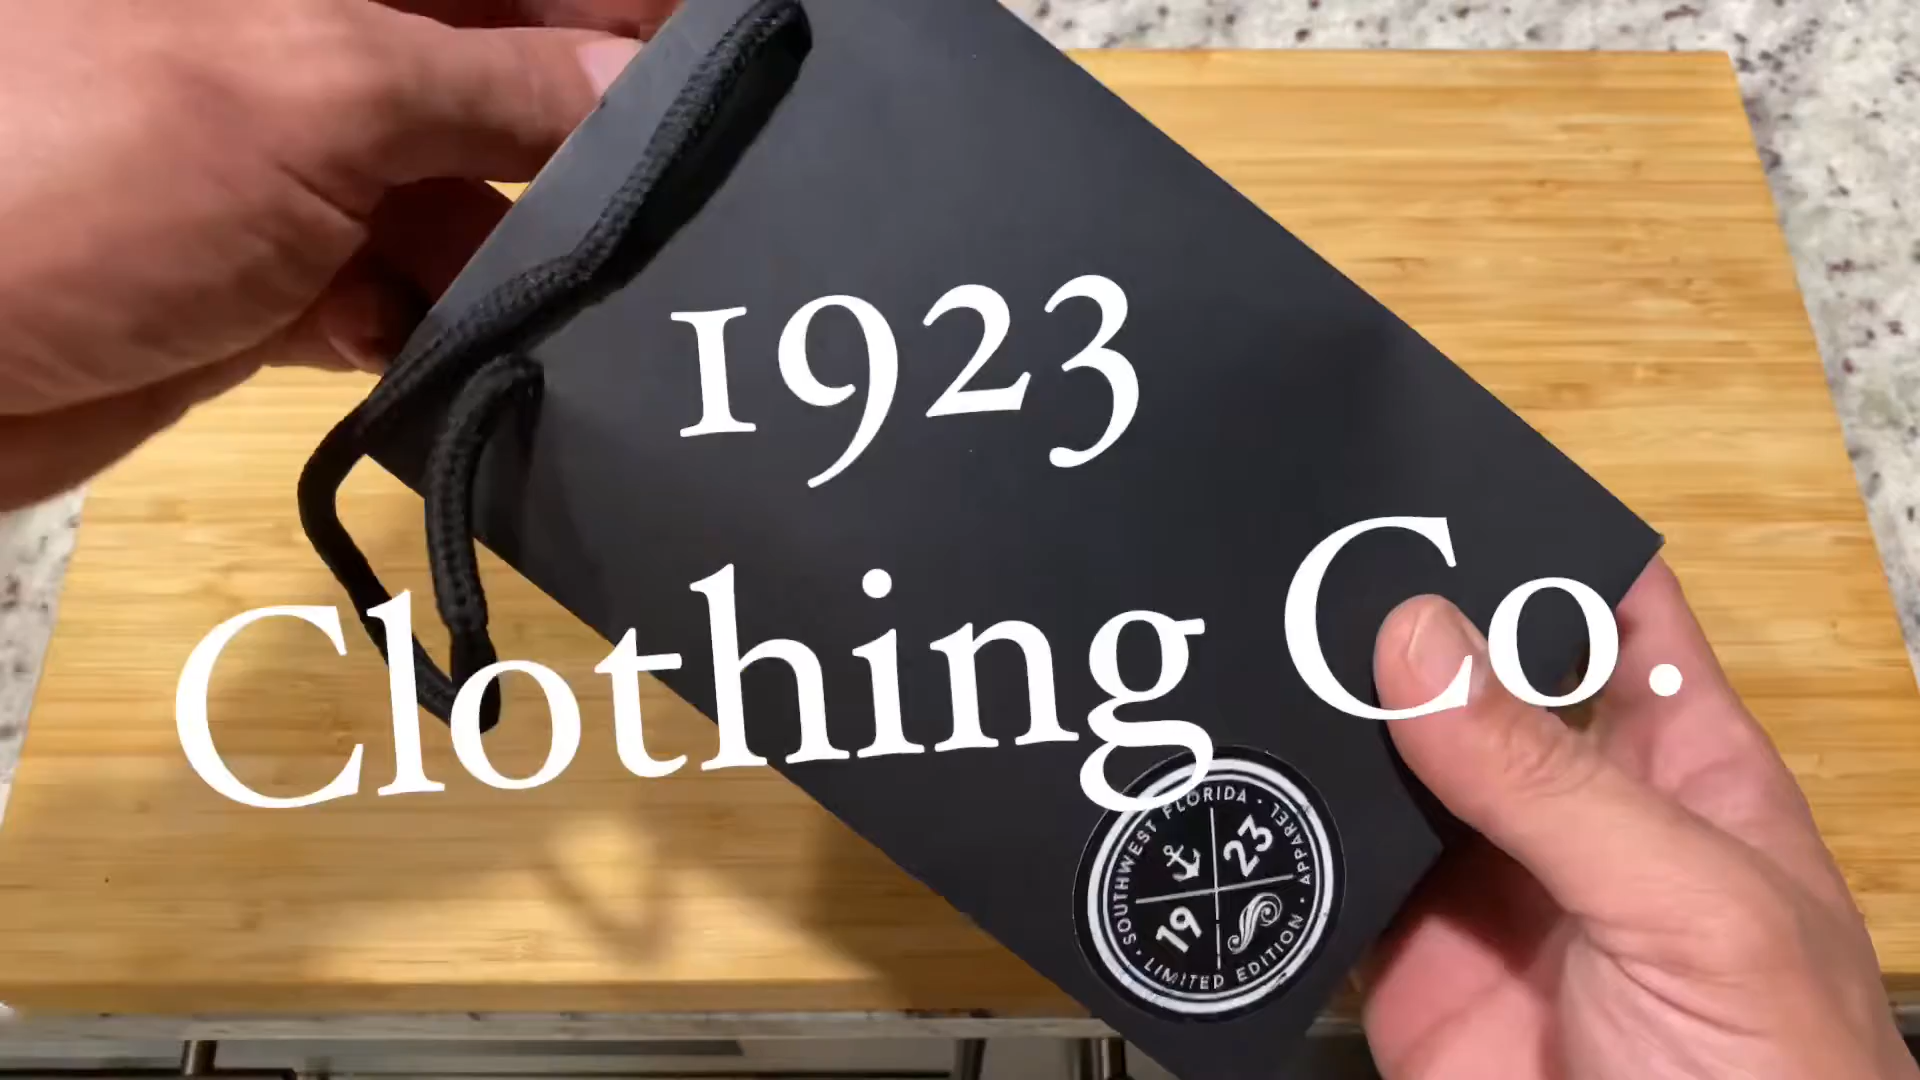 1923
Clothing Co.
SOUTHWEST FLORIDA · APPAREL · LIMITED EDITION ·
19 23